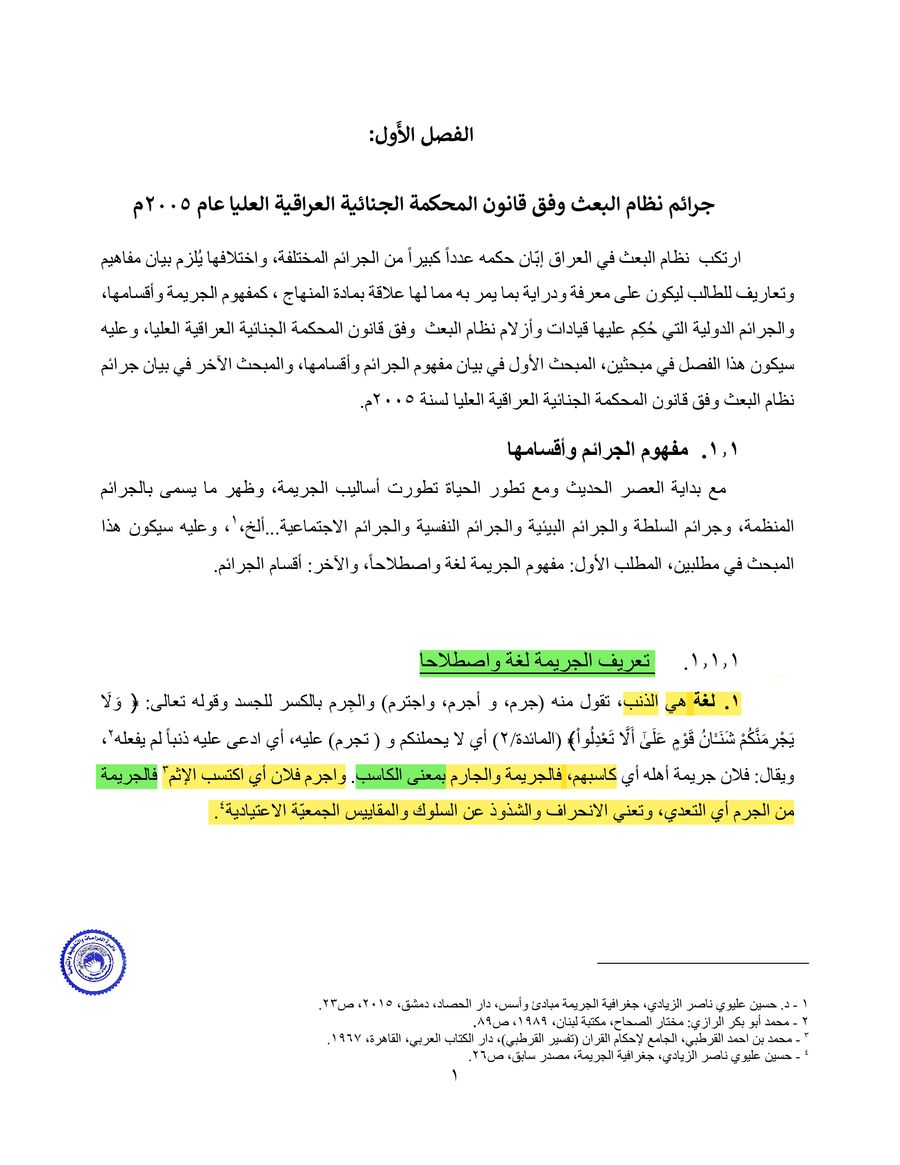 الفصل الأَول:
جرائم نظام البعث وفق قانون المحكمة الجنائية العراقية العليا عام ٢٠٠٥م
ارتكب نظام البعث في العراق إبّان حكمه عدداً كبيراً من الجرائم المختلفة، واختلافها يُلزم بيان مفاهيم
وتعاريف للطالب ليكون على معرفة ودراية بما يمر به مما لها علاقة بمادة المنهاج ، كمفهوم الجريمة وأقسامها،
والجرائم الدولية التي حُكِم عليها قيادات وأزلام نظام البعث وفق قانون المحكمة الجنائية العراقية العليا، وعليه
سيكون هذا الفصل في مبحثين، المبحث الأول في بيان مفهوم الجرائم وأقسامها، والمبحث الآخر في بيان جرائم
نظام البعث وفق قانون المحكمة الجنائية العراقية العليا لسنة ٢٠٠٥م.
١,١. مفهوم الجرائم وأقسامها
مع بداية العصر الحديث ومع تطور الحياة تطورت أساليب الجريمة، وظهر ما يسمى بالجرائم
المنظمة، وجرائم السلطة والجرائم البيئية والجرائم النفسية والجرائم الاجتماعية...ألخ،١، وعليه سيكون هذا
المبحث في مطلبين، المطلب الأول: مفهوم الجريمة لغة واصطلاحاً، والآخر: أقسام الجرائم.
١,١,١. تعريف الجريمة لغة واصطلاحا
١. لغة هي الذنب، تقول منه (جرم، و أجرم، واجترم) والجِرم بالكسر للجسد وقوله تعالى: ﴿ وَلَا
يَجْرِمَنَّكُمْ شَنَـَٔانُ قَوْمٍ عَلَىٰٓ أَلَّا تَعْدِلُوا۟﴾ (المائدة/٢) أي لا يحملنكم و ( تجرم) عليه، أي ادعى عليه ذنباً لم يفعله٢،
ويقال: فلان جريمة أهله أي كاسبهم، فالجريمة والجارم بمعنى الكاسب. واجرم فلان أي اكتسب الإثم٣ فالجريمة
من الجرم أي التعدي، وتعني الانحراف والشذوذ عن السلوك والمقاييس الجمعيّة الاعتيادية٤.
١ - د. حسين عليوي ناصر الزيادي، جغرافية الجريمة مبادئ وأسس، دار الحصاد، دمشق، ٢٠١٥، ص٢٣.
٢ - محمد أبو بكر الرازي: مختار الصحاح، مكتبة لبنان، ١٩٨٩، ص٨٩.
٣ - محمد بن احمد القرطبي، الجامع لإحكام القران (تفسير القرطبي)، دار الكتاب العربي، القاهرة، ١٩٦٧.
٤ - حسين عليوي ناصر الزيادي، جغرافية الجريمة، مصدر سابق، ص٢٦.
١